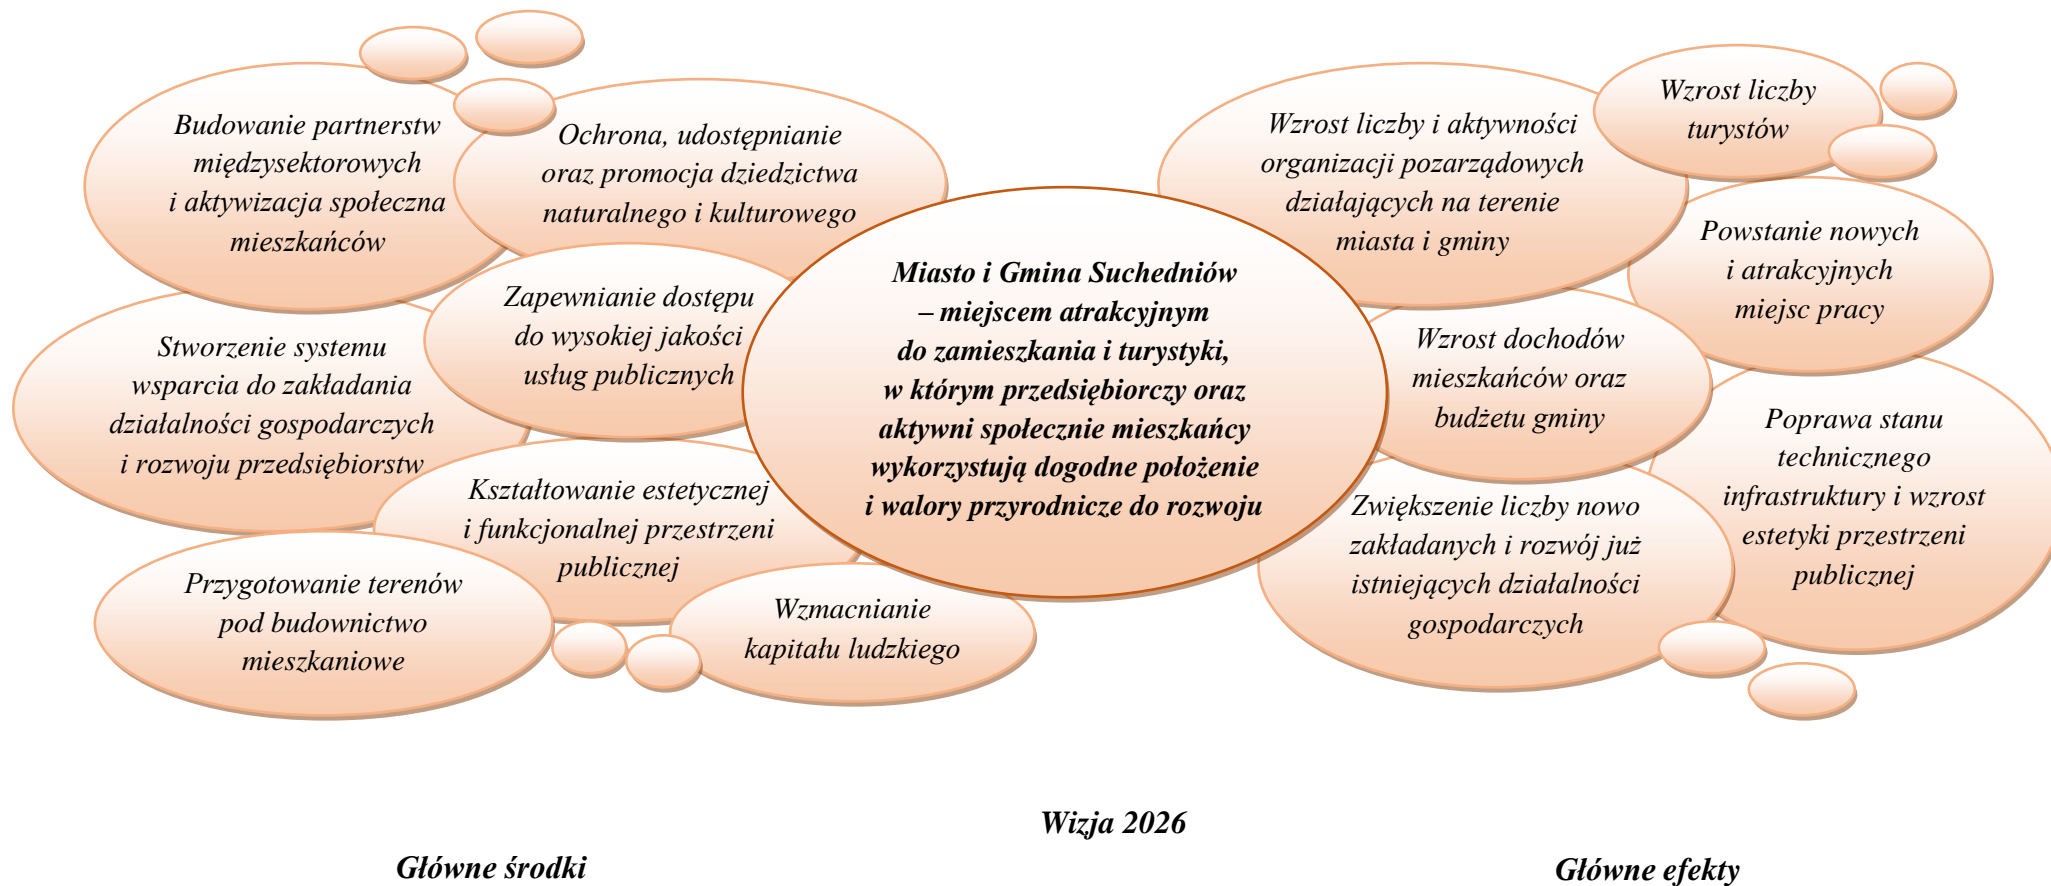 Budowanie partnerstw
międzysektorowych
i aktywizacja społeczna
mieszkańców
Ochrona, udostępnianie
oraz promocja dziedzictwa
naturalnego i kulturowego
Zapewnianie dostępu
do wysokiej jakości
usług publicznych
Stworzenie systemu
wsparcia do zakładania
działalności gospodarczych
i rozwoju przedsiębiorstw
Kształtowanie estetycznej
i funkcjonalnej przestrzeni
publicznej
Przygotowanie terenów
pod budownictwo
mieszkaniowe
Wzmacnianie
kapitału ludzkiego
Miasto i Gmina Suchedniów
– miejscem atrakcyjnym
do zamieszkania i turystyki,
w którym przedsiębiorczy oraz
aktywni społecznie mieszkańcy
wykorzystują dogodne położenie
i walory przyrodnicze do rozwoju
Wzrost liczby i aktywności
organizacji pozarządowych
działających na terenie
miasta i gminy
Wzrost liczby
turystów
Powstanie nowych
i atrakcyjnych
miejsc pracy
Wzrost dochodów
mieszkańców oraz
budżetu gminy
Poprawa stanu
technicznego
infrastruktury i wzrost
estetyki przestrzeni
publicznej
Zwiększenie liczby nowo
zakładanych i rozwój już
istniejących działalności
gospodarczych
Wizja 2026
Główne środki
Główne efekty